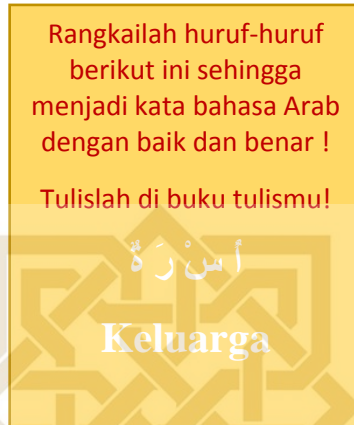 Rangkailah huruf-huruf
berikut ini sehingga
menjadi kata bahasa Arab
dengan baik dan benar !
Tulislah di buku tulismu!
أ سْ رَ ةٌ
Keluarga